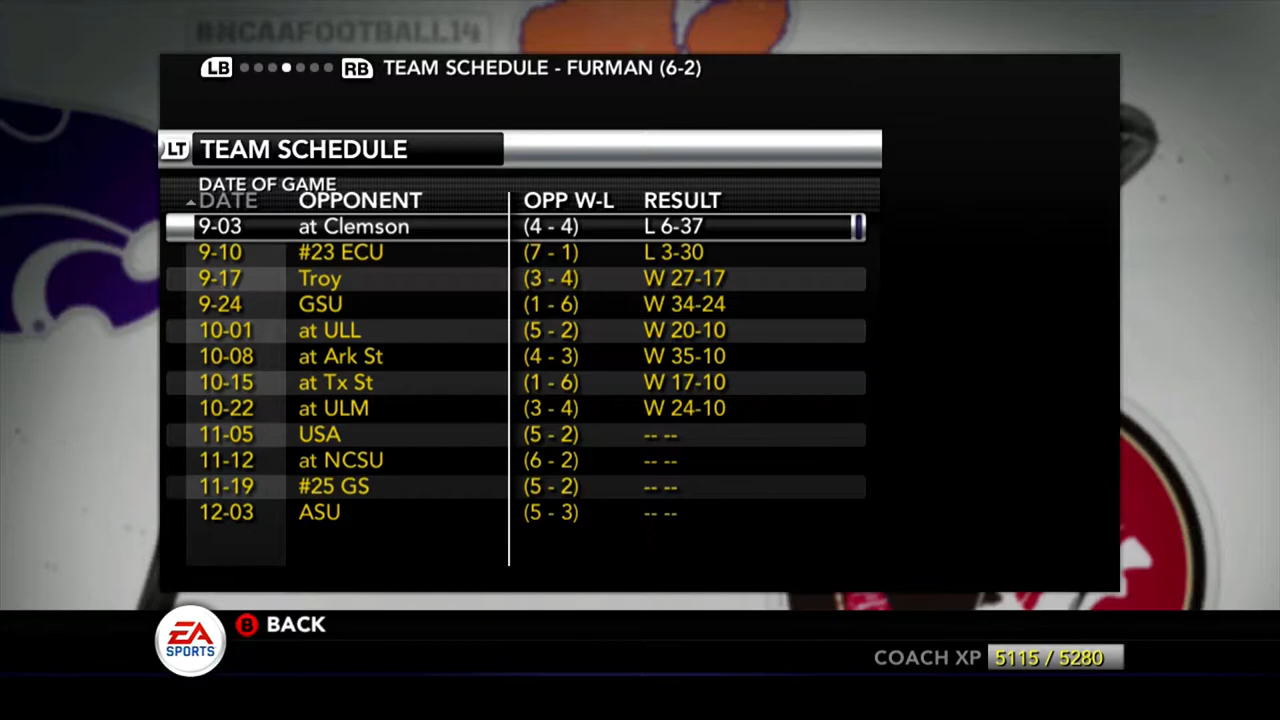 #NCAAFOOTBALL14
LB RB TEAM SCHEDULE - FURMAN (6-2)
LT TEAM SCHEDULE
DATE OF GAME
DATE OPPONENT OPP W-L RESULT
9-03 at Clemson (4 - 4) L 6-37
9-10 #23 ECU (7 - 1) L 3-30
9-17 Troy (3 - 4) W 27-17
9-24 GSU (1 - 6) W 34-24
10-01 at ULL (5 - 2) W 20-10
10-08 at Ark St (4 - 3) W 35-10
10-15 at Tx St (1 - 6) W 17-10
10-22 at ULM (3 - 4) W 24-10
11-05 USA (5 - 2) -- --
11-12 at NCSU (6 - 2) -- --
11-19 #25 GS (5 - 2) -- --
12-03 ASU (5 - 3) -- --
EA SPORTS
B BACK
COACH XP 5115 / 5280